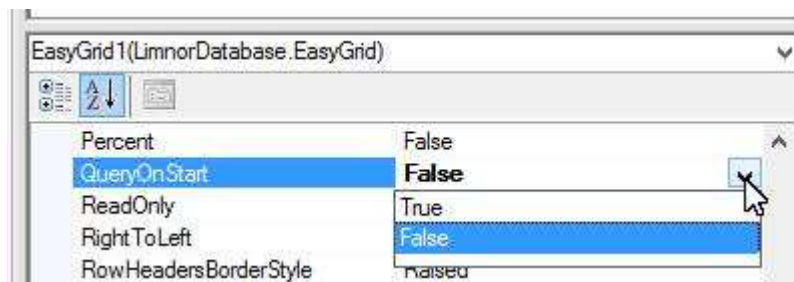 EasyGrid1(LimnorDatabase.EasyGrid)
A
Z
Percent False
QueryOnStart False
ReadOnly True
RightToLeft False
RowHeadersBorderStyle Raised